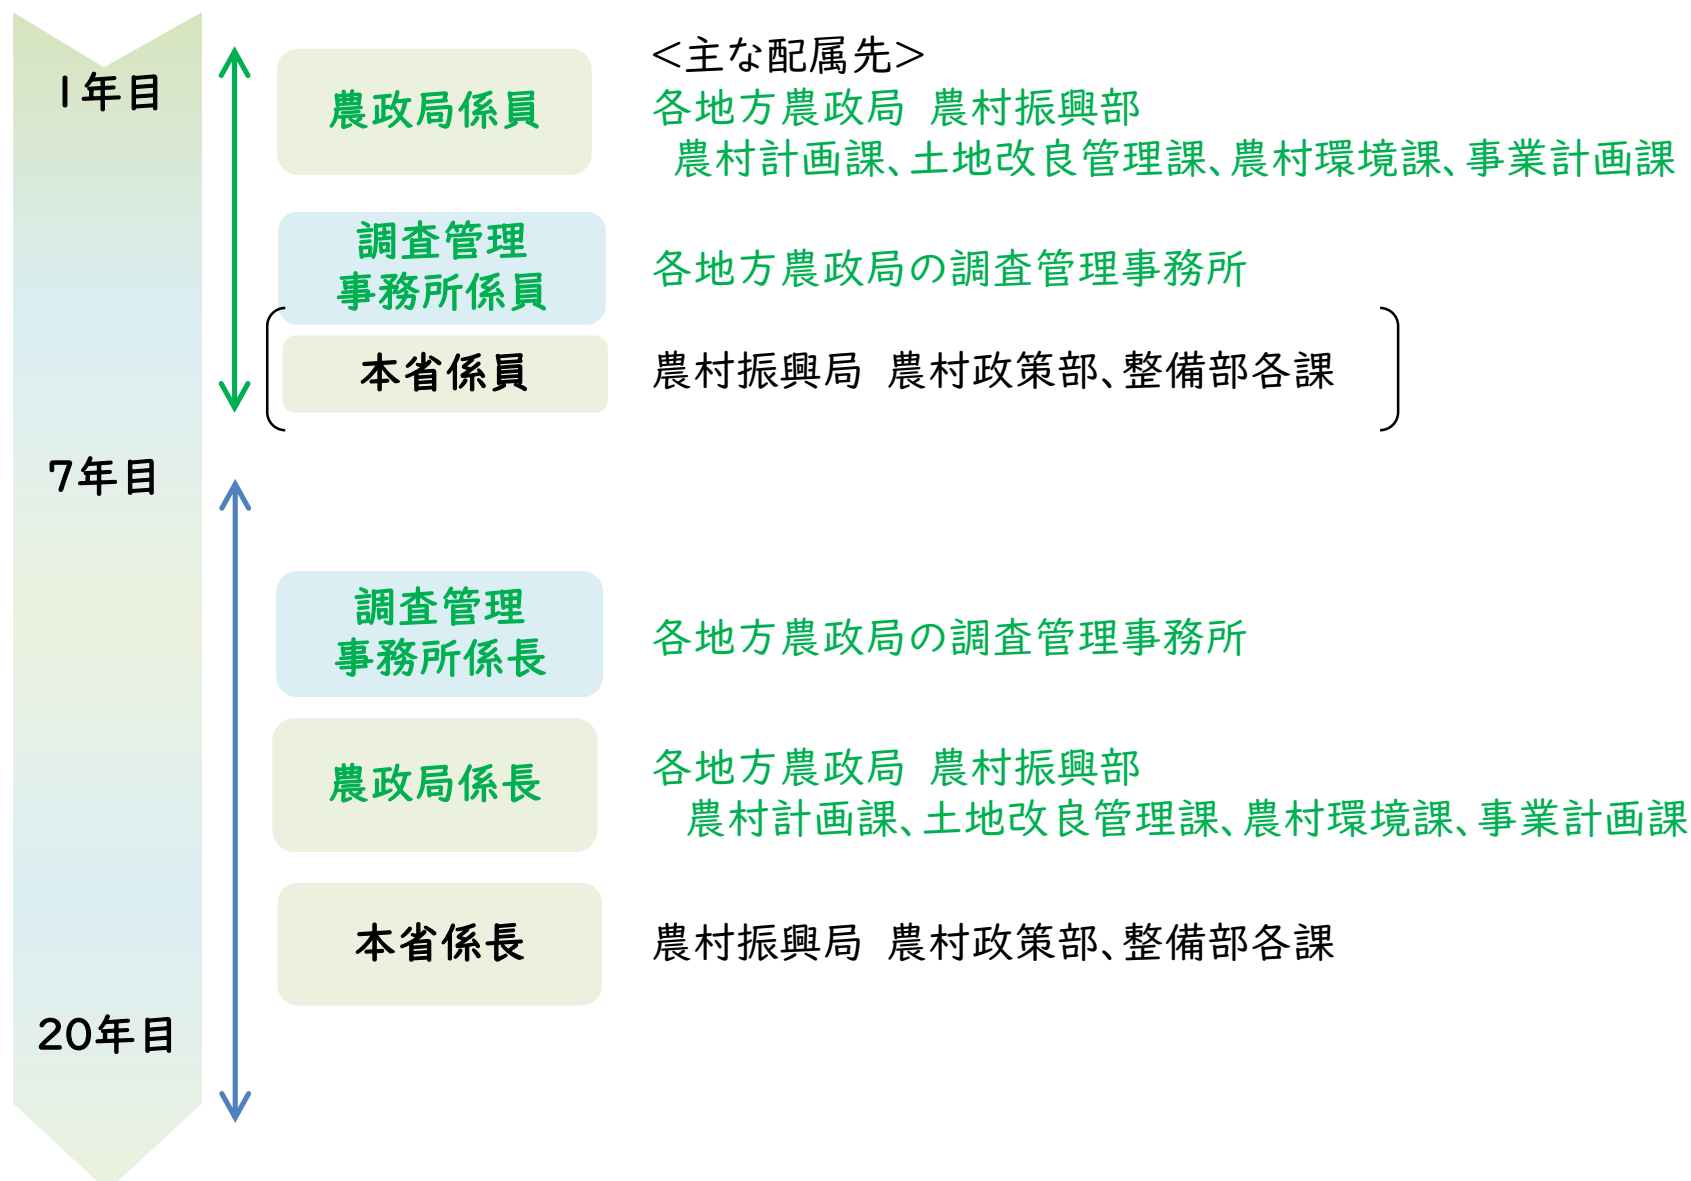 1年目
農政局係員
＜主な配属先＞
各地方農政局 農村振興部
農村計画課、土地改良管理課、農村環境課、事業計画課
調査管理
事務所係員
各地方農政局の調査管理事務所
本省係員
農村振興局 農村政策部、整備部各課
7年目
調査管理
事務所係長
各地方農政局の調査管理事務所
農政局係長
各地方農政局 農村振興部
農村計画課、土地改良管理課、農村環境課、事業計画課
本省係長
農村振興局 農村政策部、整備部各課
20年目